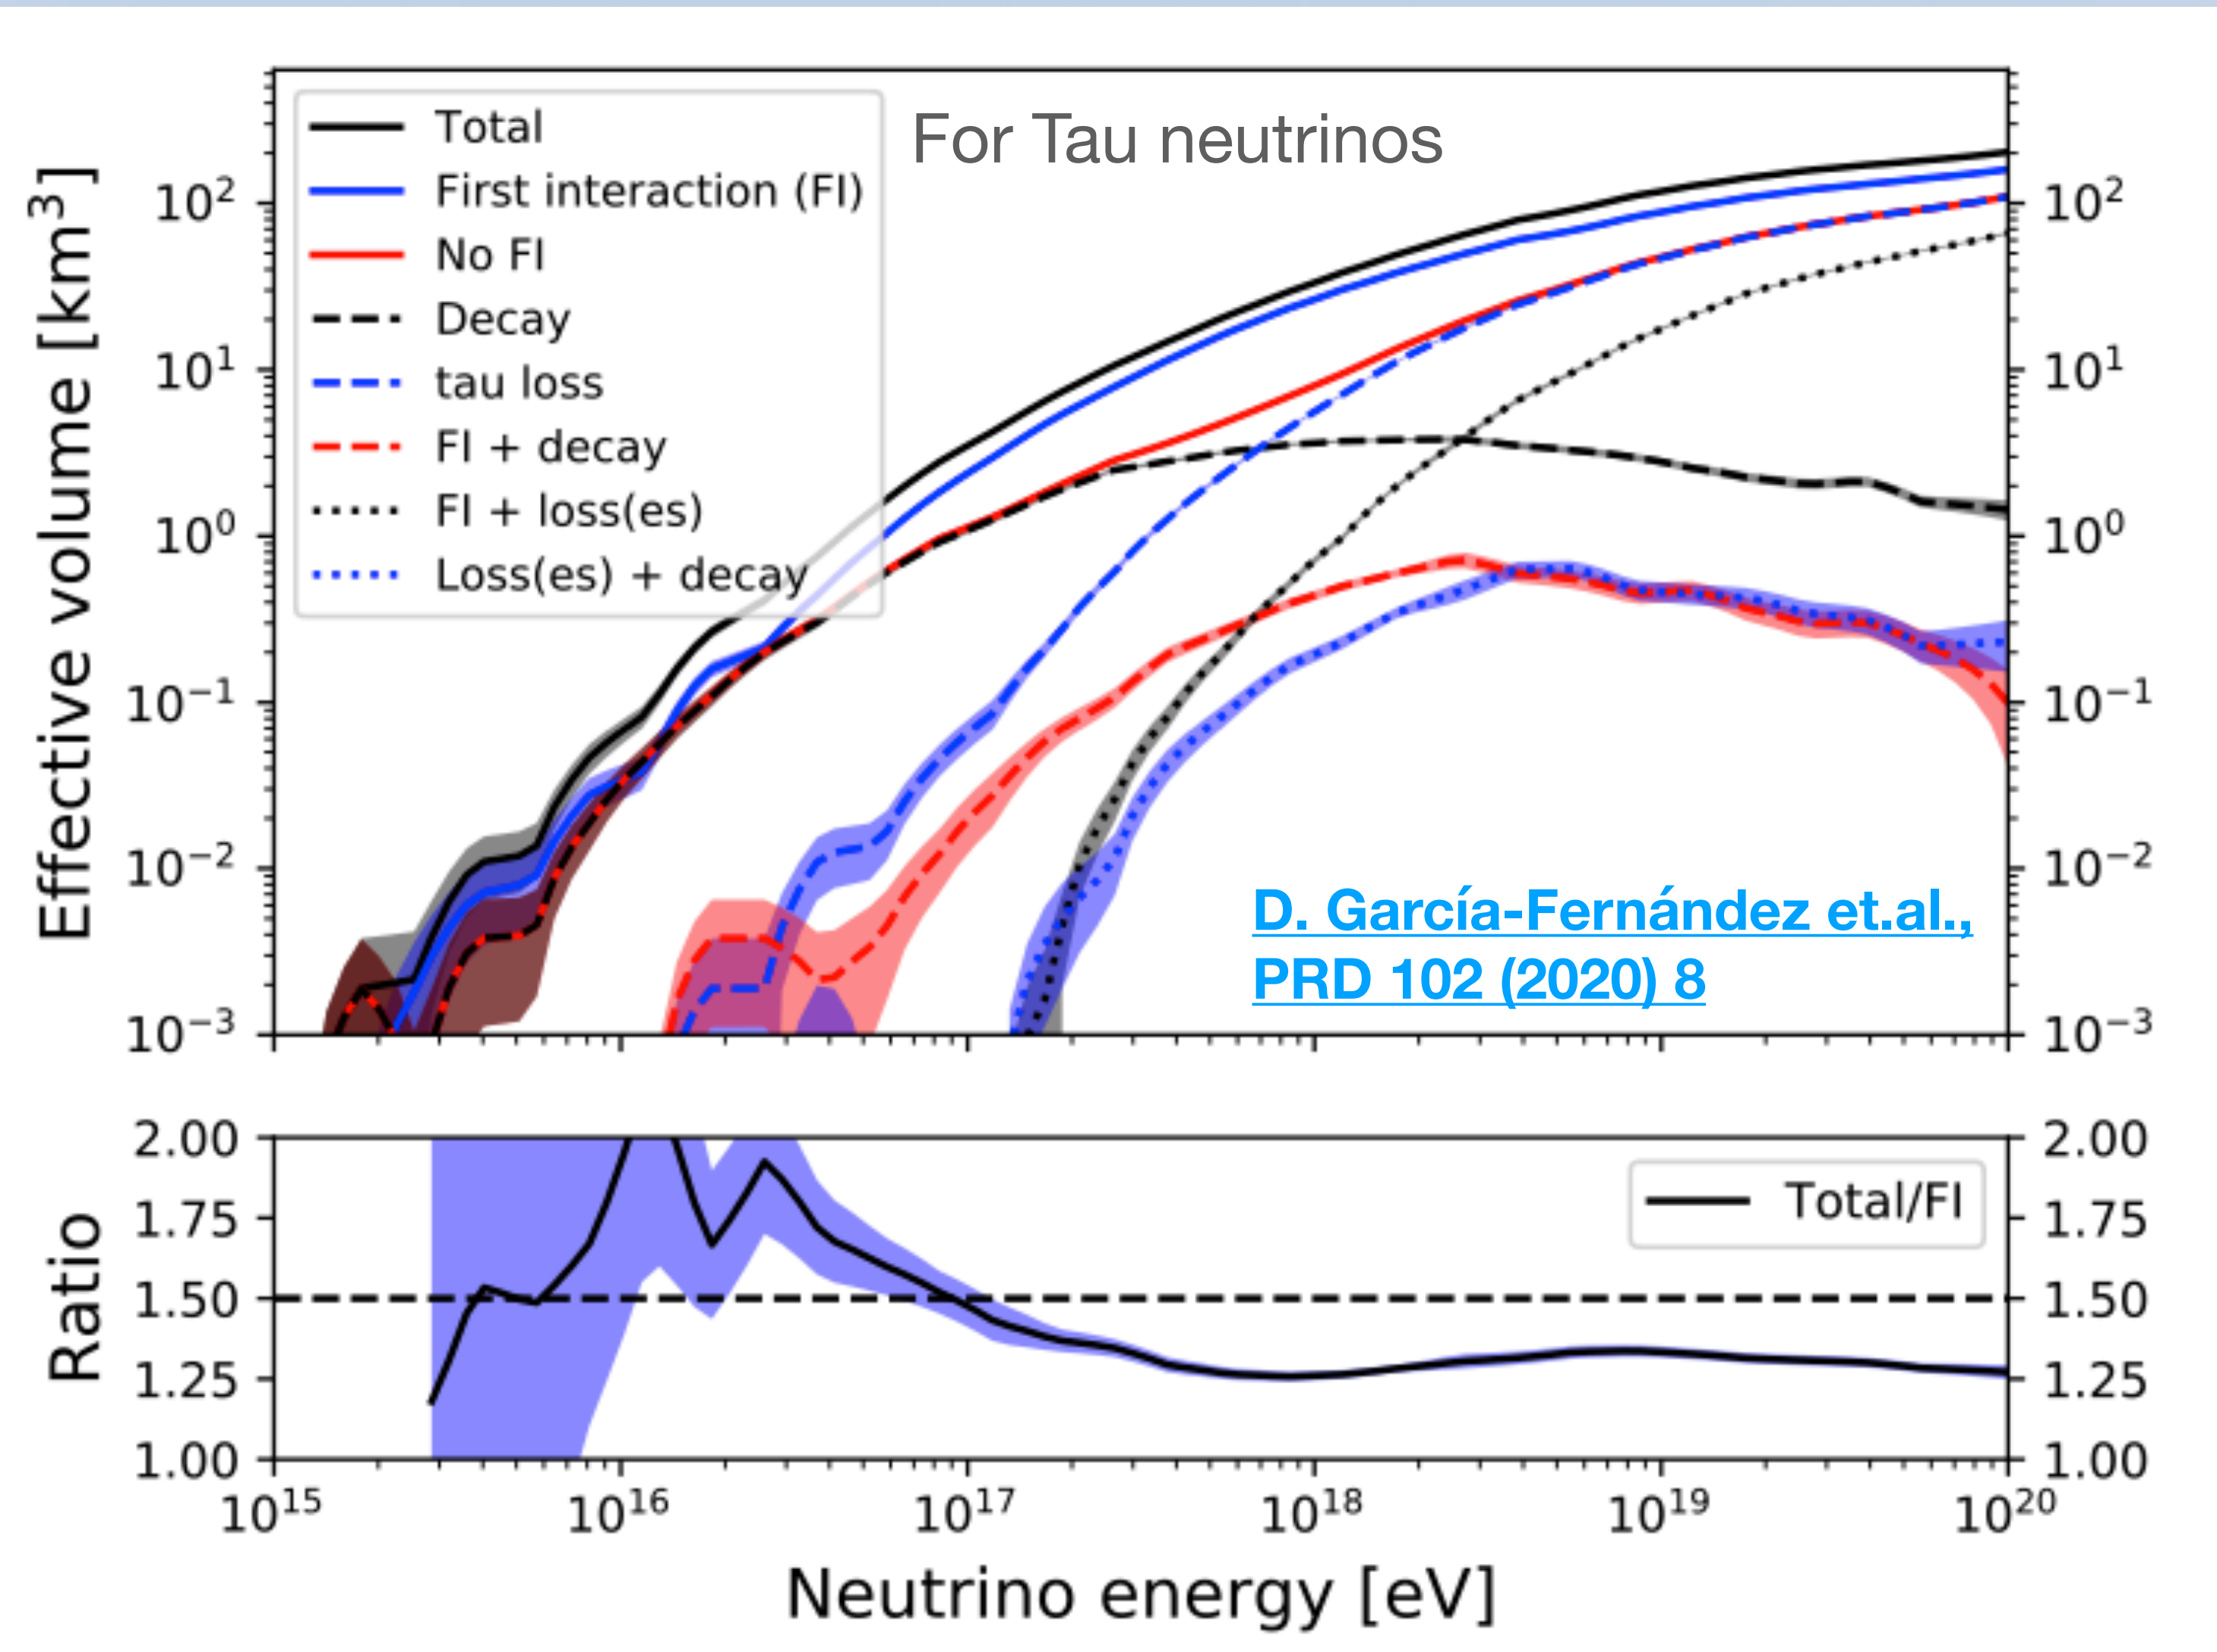 For Tau neutrinos
Total
First interaction (FI)
No FI
Decay
tau loss
FI + decay
FI + loss(es)
Loss(es) + decay
Effective volume [km³]
10²
10¹
10⁰
10⁻¹
10⁻²
10⁻³
10²
10¹
10⁰
10⁻¹
10⁻²
10⁻³
D. García-Fernández et.al.,
PRD 102 (2020) 8
Ratio
2.00
1.75
1.50
1.25
1.00
Total/FI
2.00
1.75
1.50
1.25
1.00
10¹⁵ 10¹⁶ 10¹⁷ 10¹⁸ 10¹⁹ 10²⁰
Neutrino energy [eV]